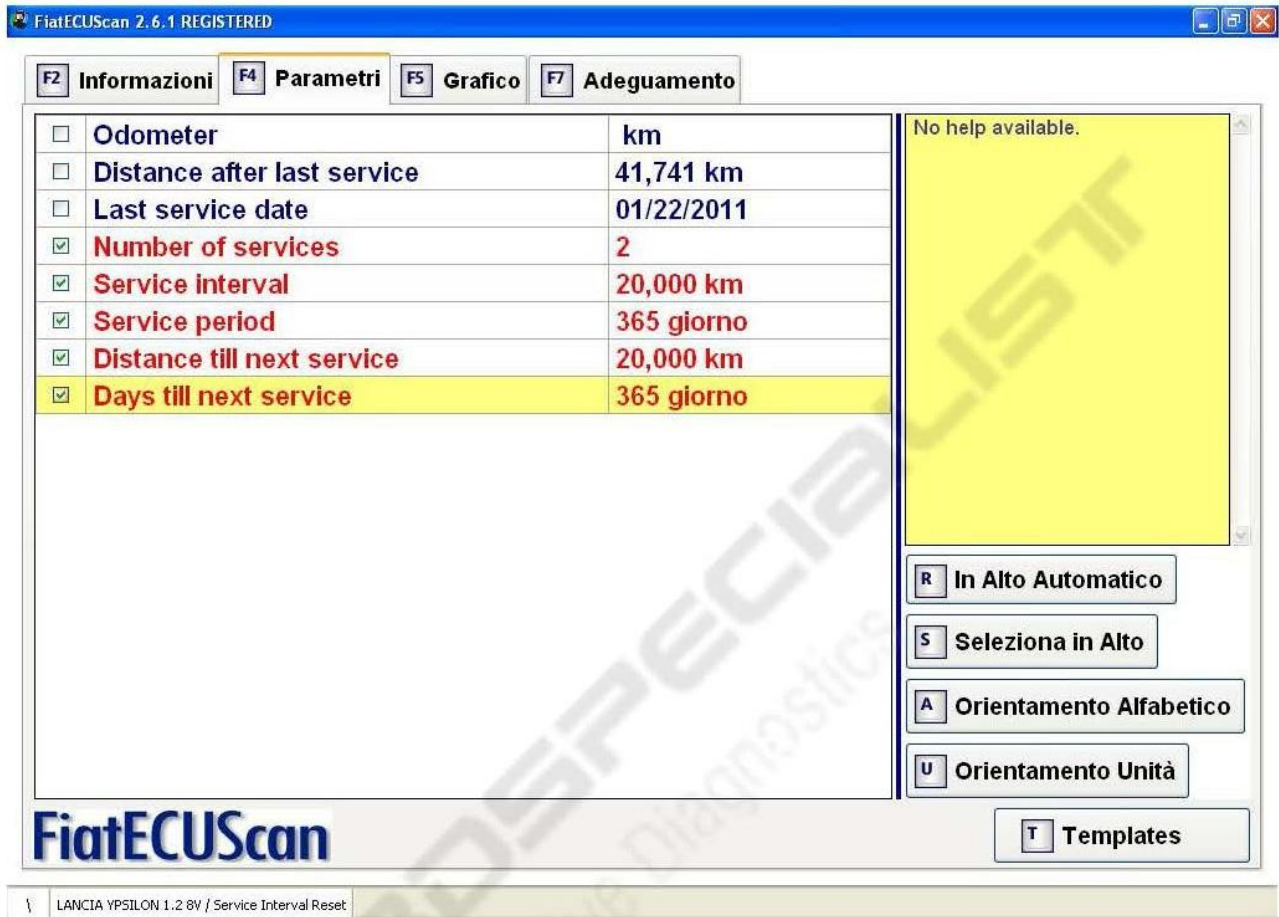 FiatECUScan 2.6.1 REGISTERED
F2 Informazioni F4 Parametri F5 Grafico F7 Adeguamento
Odometer km
Distance after last service 41,741 km
Last service date 01/22/2011
Number of services 2
Service interval 20,000 km
Service period 365 giorno
Distance till next service 20,000 km
Days till next service 365 giorno
No help available.
R In Alto Automatico
S Seleziona in Alto
A Orientamento Alfabetico
U Orientamento Unità
T Templates
FiatECUScan
\ LANCIA YPSILON 1.2 8V / Service Interval Reset